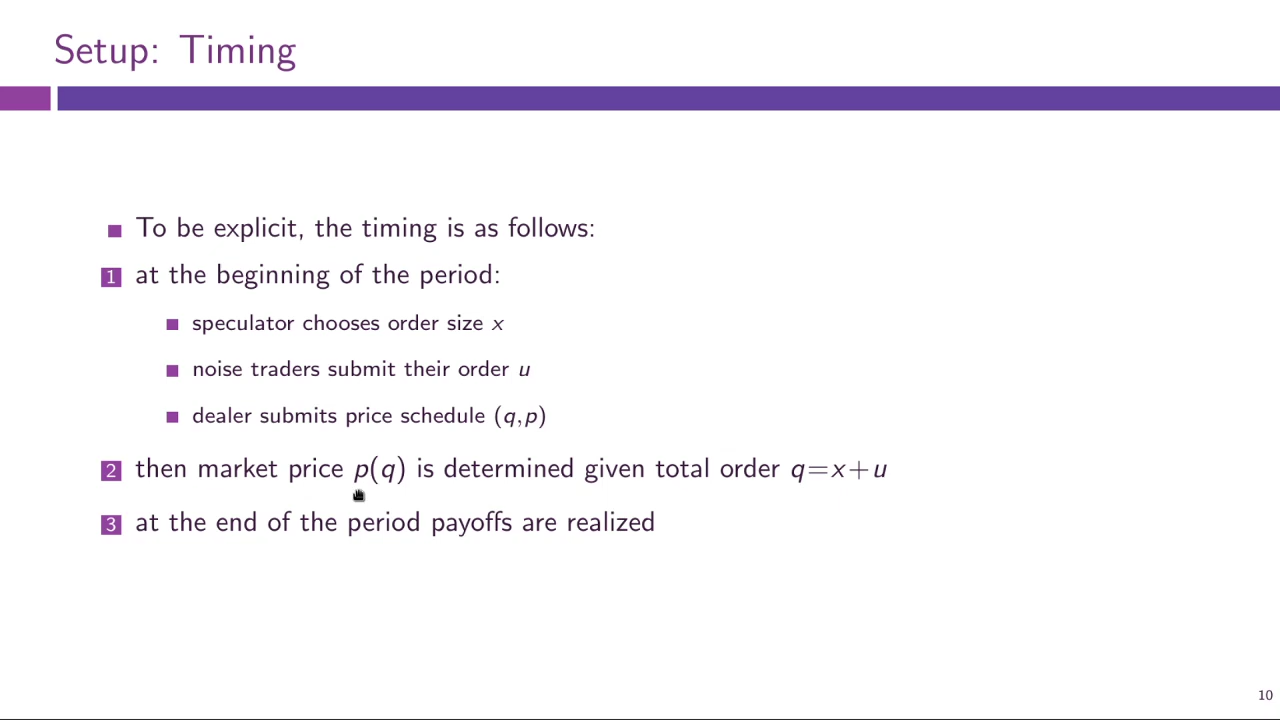 Setup: Timing
To be explicit, the timing is as follows:
1 at the beginning of the period:
speculator chooses order size x
noise traders submit their order u
dealer submits price schedule (q,p)
2 then market price p(q) is determined given total order q=x+u
3 at the end of the period payoffs are realized
10